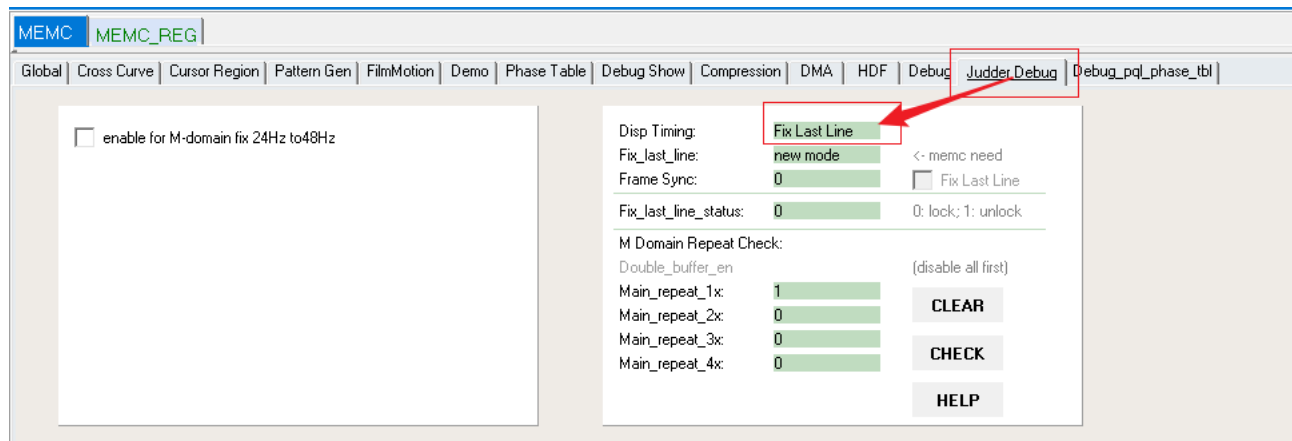 MEMC MEMC_REG
Global Cross Curve Cursor Region Pattern Gen FilmMotion Demo Phase Table Debug Show Compression DMA HDF Debug Judder Debug Debug_pql_phase_tbl
enable for M-domain fix 24Hz to48Hz
Disp Timing: Fix Last Line
Fix_last_line: new mode <- memc need
Frame Sync: 0 Fix Last Line
Fix_last_line_status: 0 0: lock; 1: unlock
M Domain Repeat Check:
Double_buffer_en (disable all first)
Main_repeat_1x: 1
CLEAR
Main_repeat_2x: 0
Main_repeat_3x: 0
CHECK
Main_repeat_4x: 0
HELP